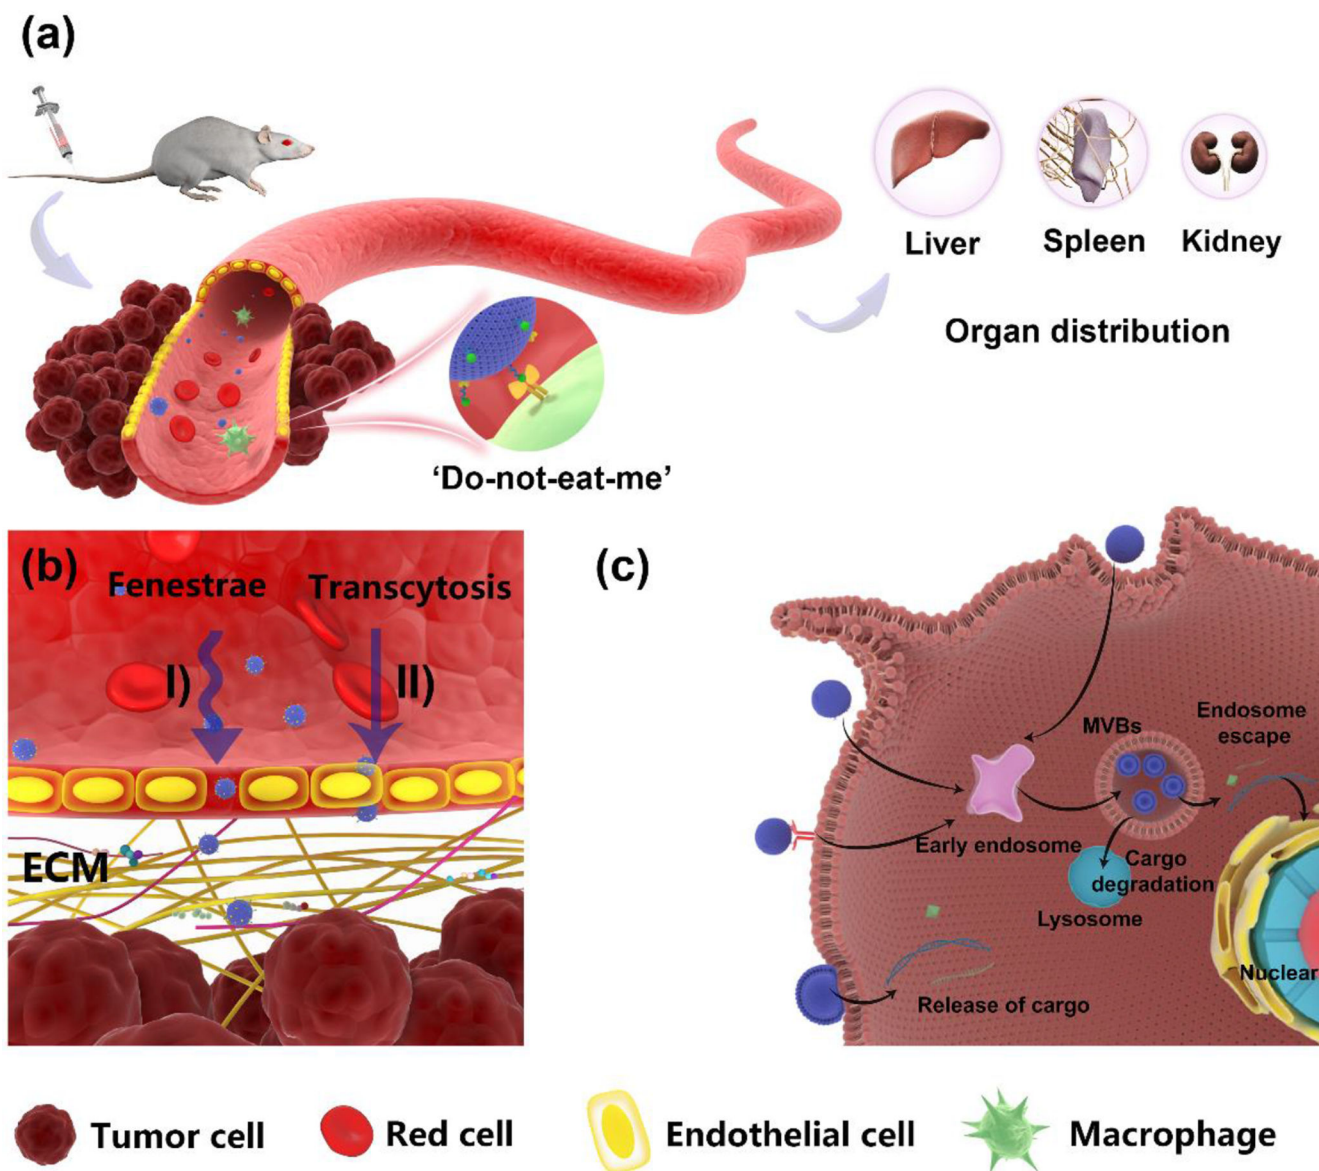 (a)
Liver
Spleen
Kidney
Organ distribution
‘Do-not-eat-me’
(b)
Fenestrae
Transcytosis
I)
II)
ECM
(c)
MVBs
Endosome
escape
Early endosome
Cargo
degradation
Lysosome
Nuclear
Release of cargo
Tumor cell
Red cell
Endothelial cell
Macrophage